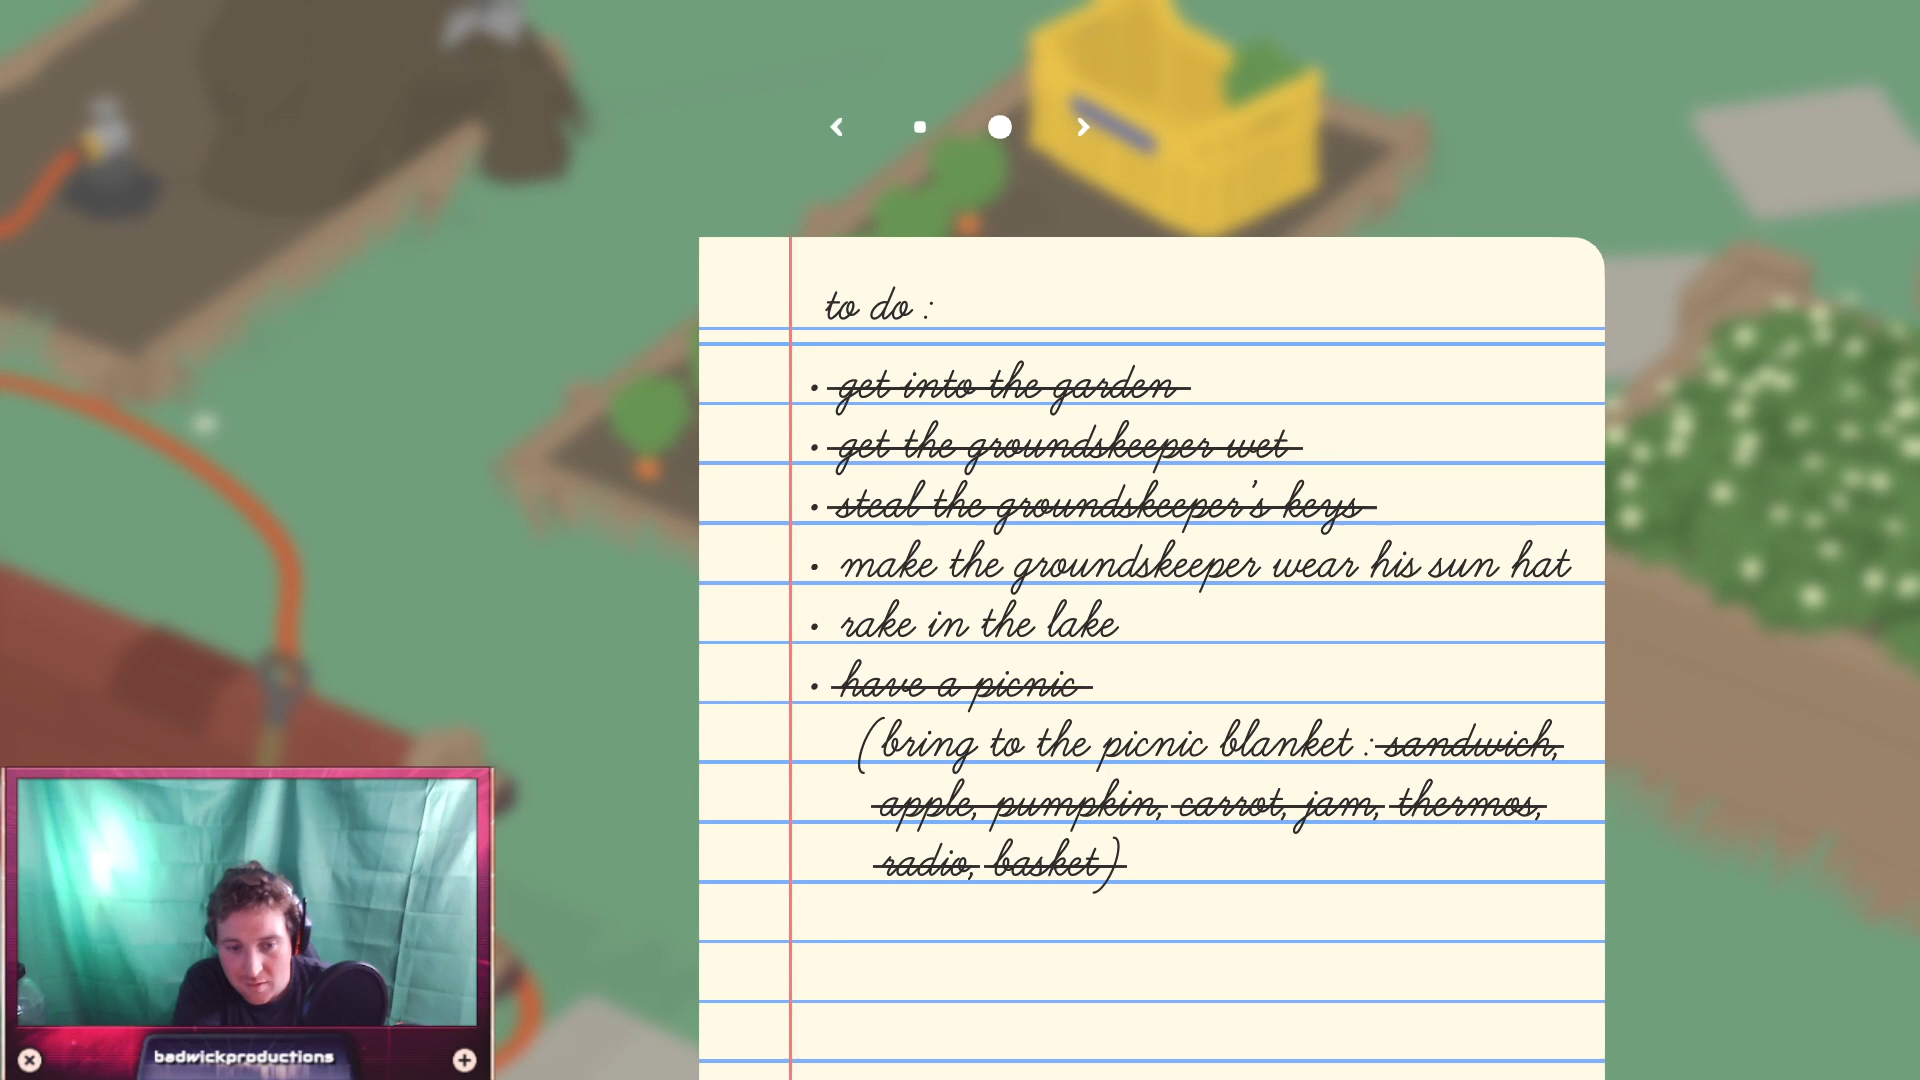 to do :
• get into the garden
• get the groundskeeper wet
• steal the groundskeeper's keys
• make the groundskeeper wear his sun hat
• rake in the lake
• have a picnic
(bring to the picnic blanket : sandwich,
apple, pumpkin, carrot, jam, thermos,
radio, basket)
badwickproductions